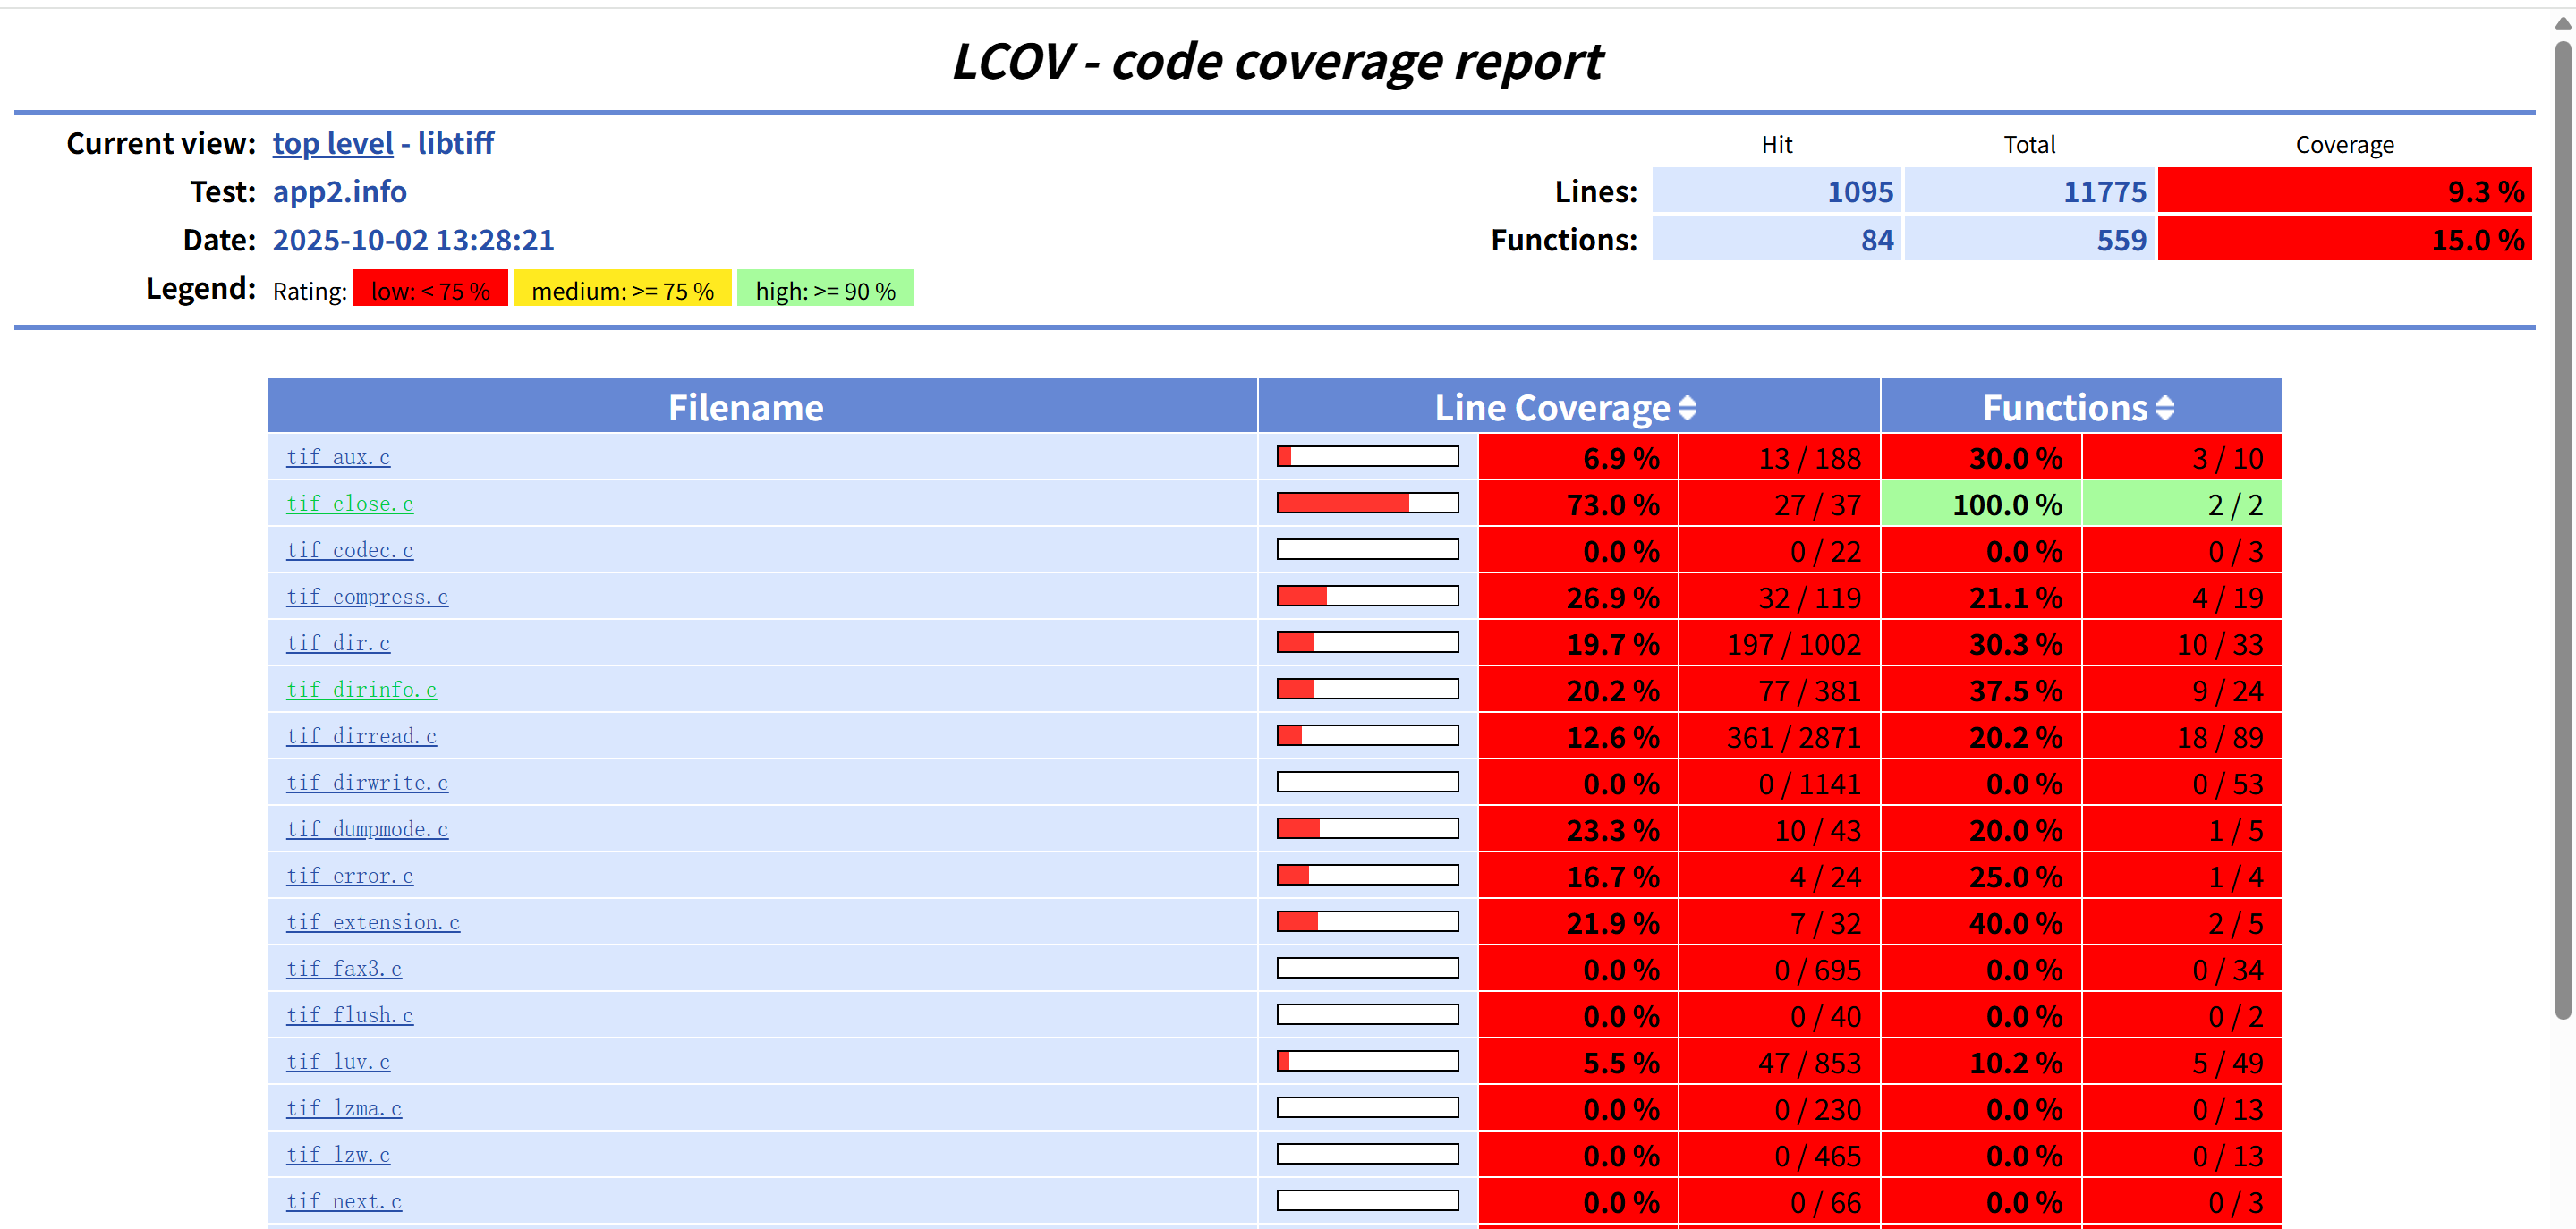 LCOV - code coverage report
Current view: top level - libtiff
Hit Total Coverage
Test: app2.info
Lines: 1095 11775 9.3 %
Date: 2025-10-02 13:28:21
Functions: 84 559 15.0 %
Legend: Rating: low: < 75 % medium: >= 75 % high: >= 90 %
Filename Line Coverage Functions
tif_aux.c 6.9 % 13 / 188 30.0 % 3 / 10
tif_close.c 73.0 % 27 / 37 100.0 % 2 / 2
tif_codec.c 0.0 % 0 / 22 0.0 % 0 / 3
tif_compress.c 26.9 % 32 / 119 21.1 % 4 / 19
tif_dir.c 19.7 % 197 / 1002 30.3 % 10 / 33
tif_dirinfo.c 20.2 % 77 / 381 37.5 % 9 / 24
tif_dirread.c 12.6 % 361 / 2871 20.2 % 18 / 89
tif_dirwrite.c 0.0 % 0 / 1141 0.0 % 0 / 53
tif_dumpmode.c 23.3 % 10 / 43 20.0 % 1 / 5
tif_error.c 16.7 % 4 / 24 25.0 % 1 / 4
tif_extension.c 21.9 % 7 / 32 40.0 % 2 / 5
tif_fax3.c 0.0 % 0 / 695 0.0 % 0 / 34
tif_flush.c 0.0 % 0 / 40 0.0 % 0 / 2
tif_luv.c 5.5 % 47 / 853 10.2 % 5 / 49
tif_lzma.c 0.0 % 0 / 230 0.0 % 0 / 13
tif_lzw.c 0.0 % 0 / 465 0.0 % 0 / 13
tif_next.c 0.0 % 0 / 66 0.0 % 0 / 3